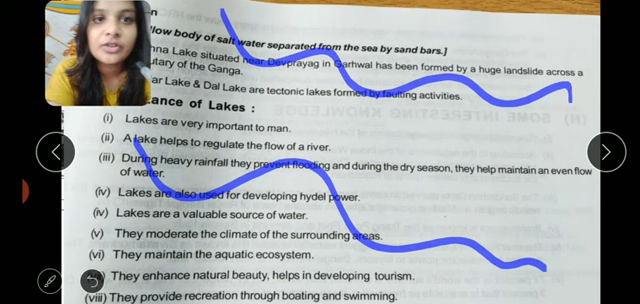 n
low body of salt water separated from the sea by sand bars.]
nna Lake situated near Devprayag in Garhwal has been formed by a huge landslide across a
utary of the Ganga.
ar Lake & Dal Lake are tectonic lakes formed by faulting activities.
ance of Lakes :
(i) Lakes are very important to man.
(ii) A lake helps to regulate the flow of a river.
(iii) During heavy rainfall they prevent flooding and during the dry season, they help maintain an even flow
of water.
(iv) Lakes are also used for developing hydel power.
(iv) Lakes are a valuable source of water.
(v) They moderate the climate of the surrounding areas.
(vi) They maintain the aquatic ecosystem.
They enhance natural beauty, helps in developing tourism.
(viii) They provide recreation through boating and swimming.